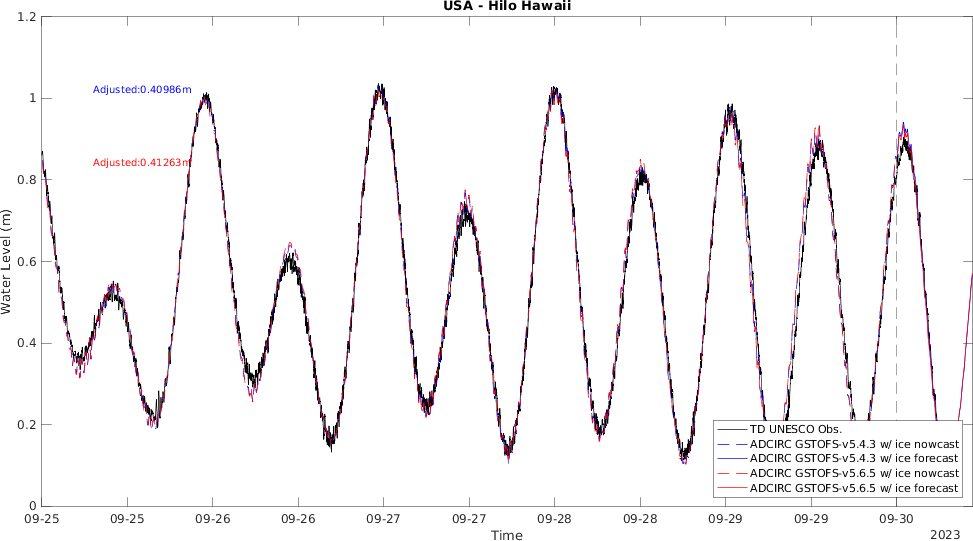 USA - Hilo Hawaii
1.2
1
0.8
0.6
0.4
0.2
0
Water Level (m)
Adjusted:0.40986m
Adjusted:0.41263m
TD UNESCO Obs.
ADCIRC GSTOFS-v5.4.3 w/ ice nowcast
ADCIRC GSTOFS-v5.4.3 w/ ice forecast
ADCIRC GSTOFS-v5.6.5 w/ ice nowcast
ADCIRC GSTOFS-v5.6.5 w/ ice forecast
09-25 09-25 09-26 09-26 09-27 09-27 09-28 09-28 09-29 09-29 09-30
Time
2023